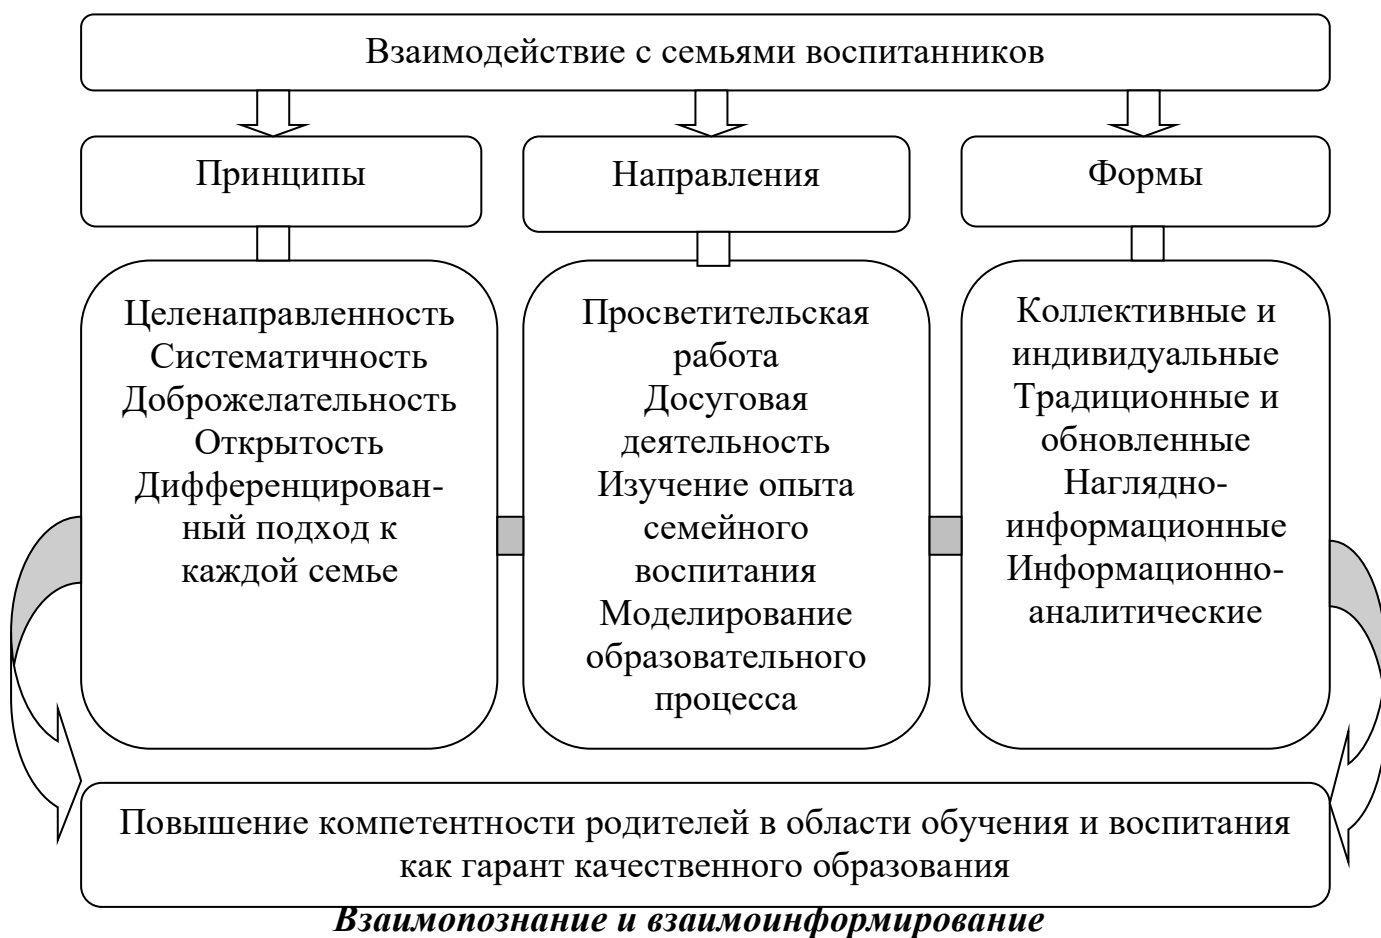 Взаимодействие с семьями воспитанников
Принципы
Направления
Формы
Целенаправленность
Систематичность
Доброжелательность
Открытость
Дифференцирован-
ный подход к
каждой семье
Просветительская
работа
Досуговая
деятельность
Изучение опыта
семейного
воспитания
Моделирование
образовательного
процесса
Коллективные и
индивидуальные
Традиционные и
обновленные
Наглядно-
информационные
Информационно-
аналитические
Повышение компетентности родителей в области обучения и воспитания
как гарант качественного образования
Взаимопознание и взаимоинформирование